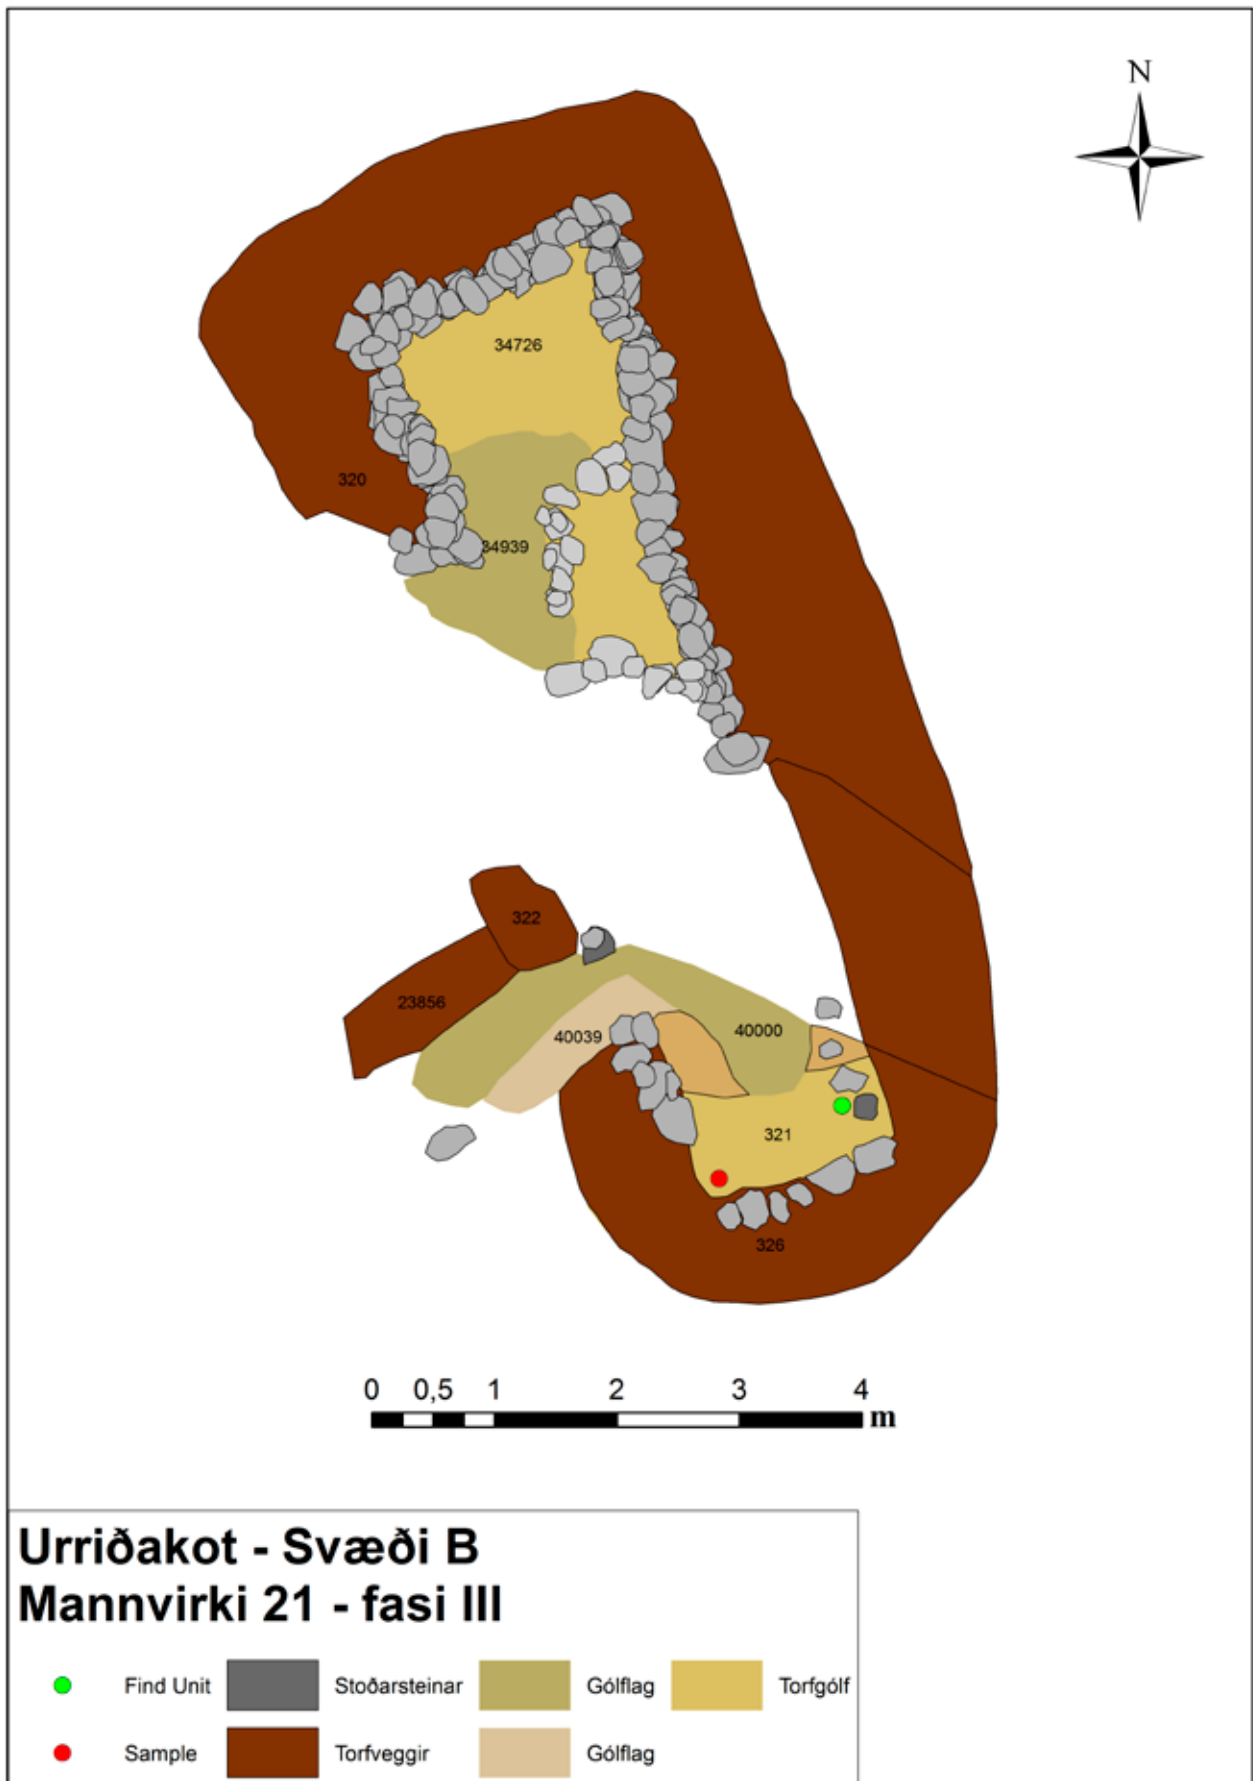 N
34726
320
34939
322
23856
40039
40000
321
326
0 0,5 1 2 3 4
m
Urriðakot - Svæði B
Mannvirki 21 - fasi III
Find Unit Stoðarsteinar Gólflag Torfgólf
Sample Torfveggir Gólflag